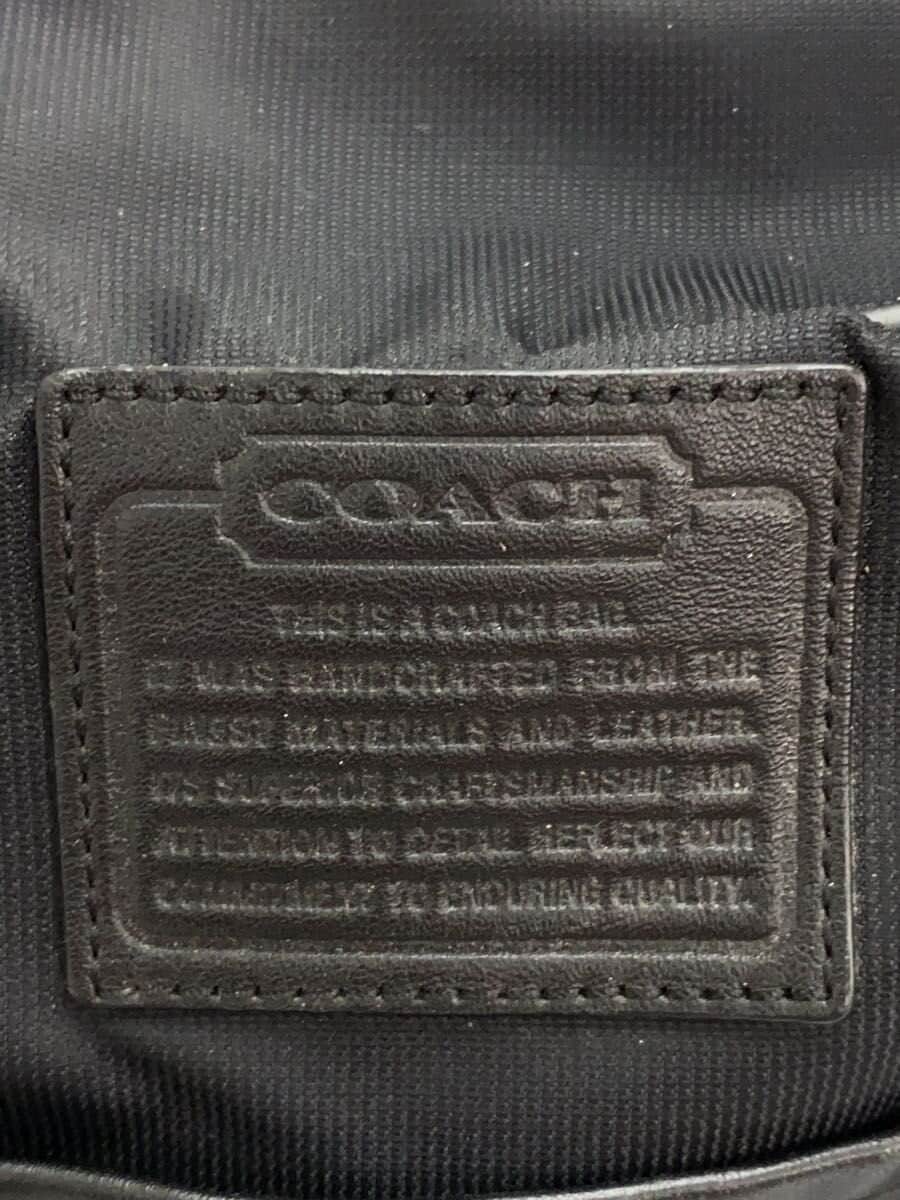 COACH
THIS IS A COACH BAG.
IT WAS HANDCRAFTED FROM THE
FINEST MATERIALS AND LEATHER.
ITS SUPERIOR CRAFTSMANSHIP AND
ATTENTION TO DETAIL REFLECT OUR
COMMITMENT TO ENDURING QUALITY.